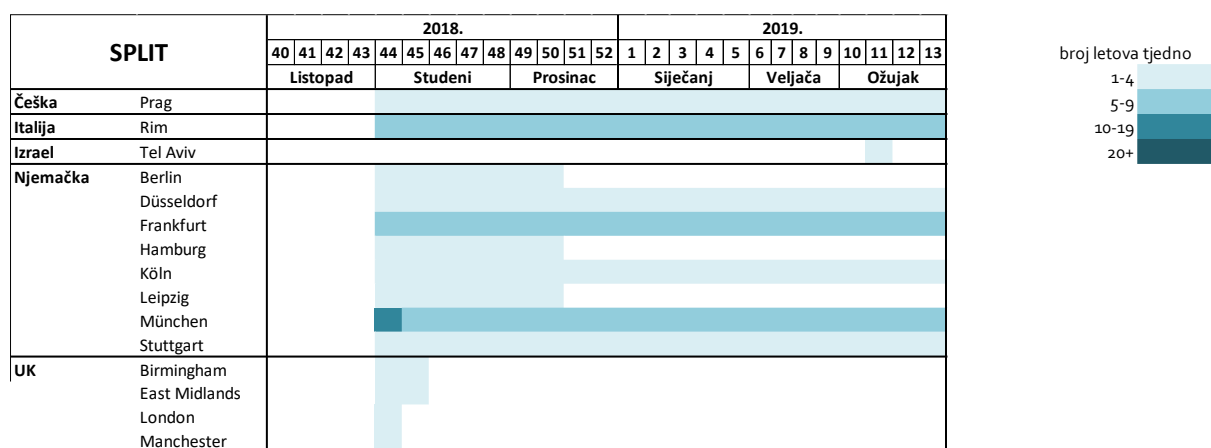 SPLIT
2018. 2019.
40 41 42 43 44 45 46 47 48 49 50 51 52 1 2 3 4 5 6 7 8 9 10 11 12 13
Listopad Studeni Prosinac Siječanj Veljača Ožujak
Češka Prag
Italija Rim
Izrael Tel Aviv
Njemačka Berlin
Düsseldorf
Frankfurt
Hamburg
Köln
Leipzig
München
Stuttgart
UK Birmingham
East Midlands
London
Manchester
broj letova tjedno
1-4
5-9
10-19
20+